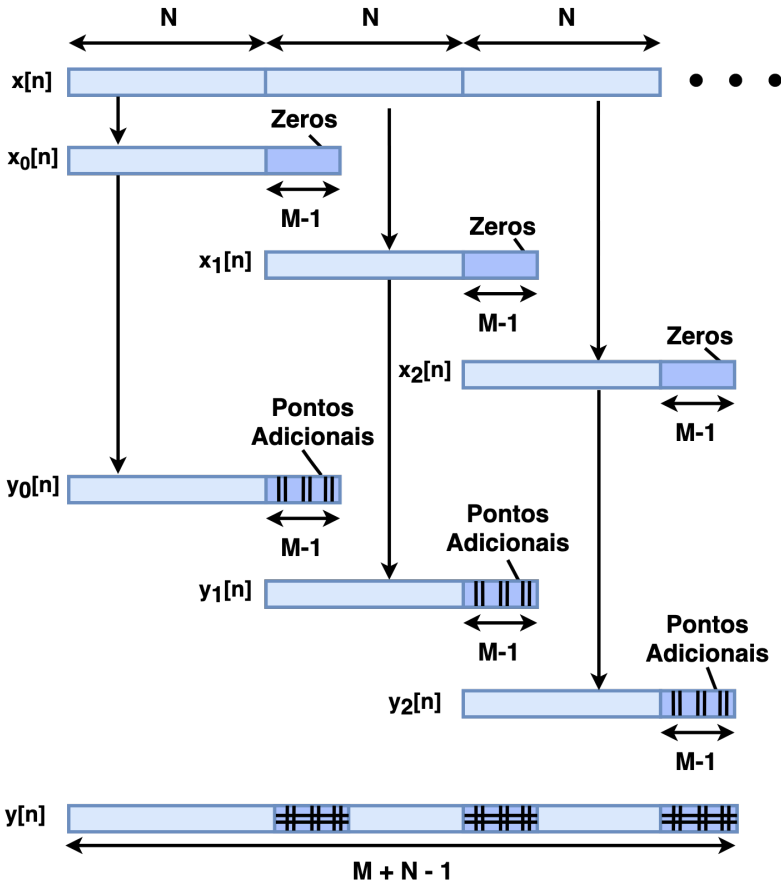 N N N
x[n]
Zeros
x0[n]
M-1
Zeros
x1[n]
M-1
Zeros
x2[n]
M-1
Pontos
Adicionais
y0[n]
M-1
Pontos
Adicionais
y1[n]
M-1
Pontos
Adicionais
y2[n]
M-1
y[n]
M + N - 1